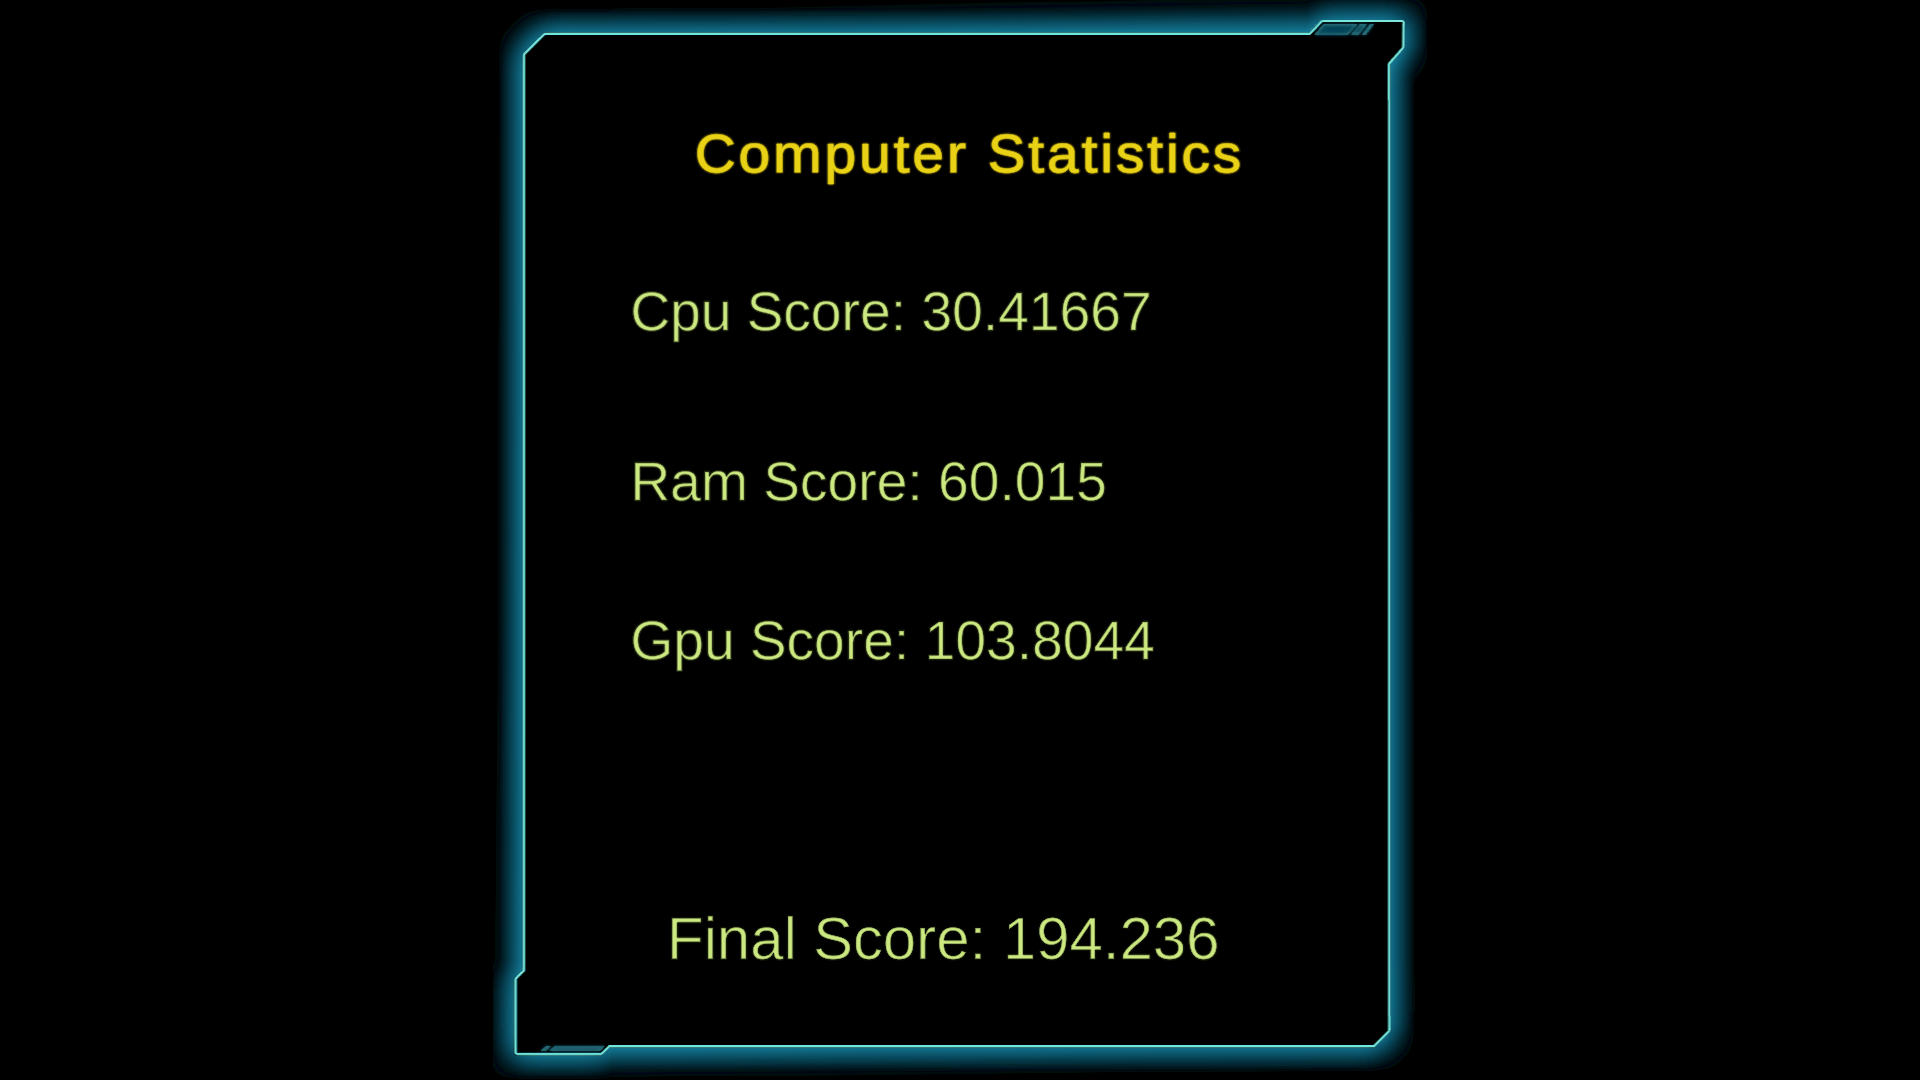 Computer Statistics
Cpu Score: 30.41667
Ram Score: 60.015
Gpu Score: 103.8044
Final Score: 194.236